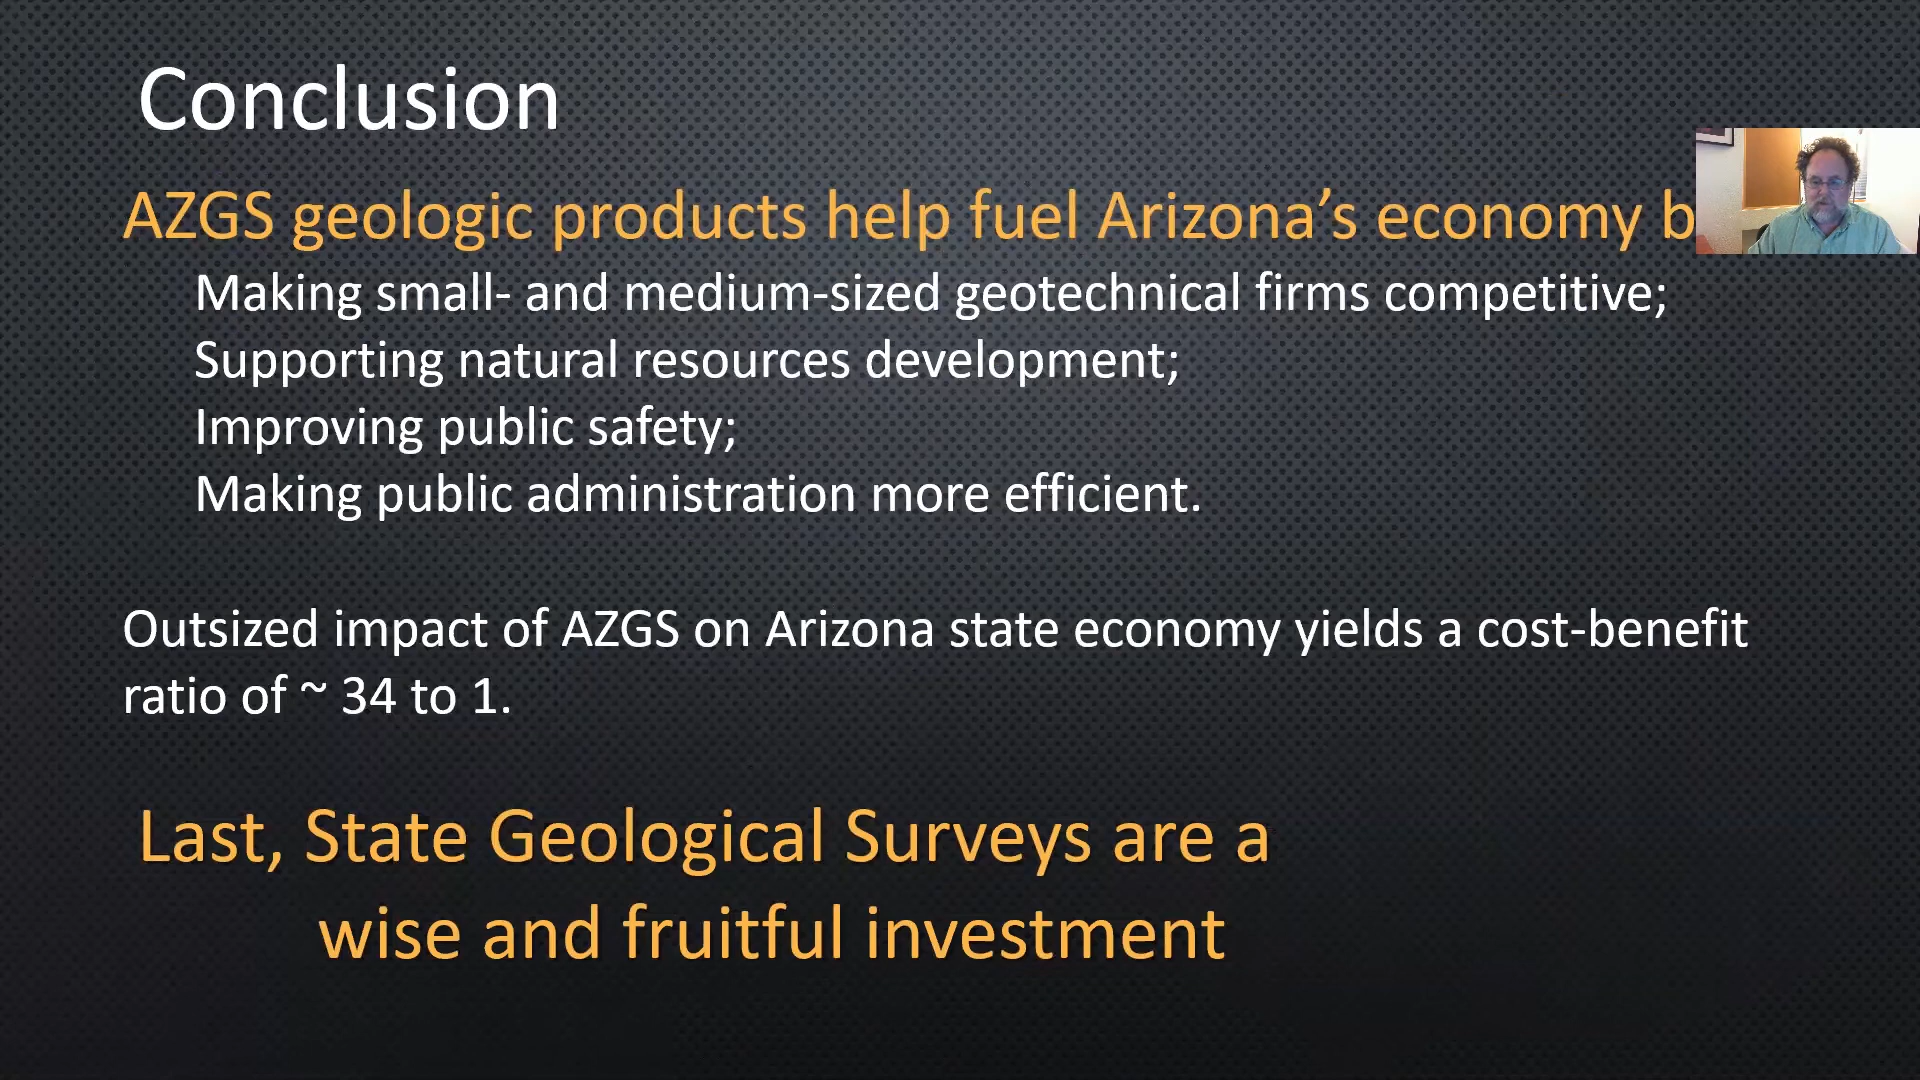 Conclusion
AZGS geologic products help fuel Arizona’s economy
Making small- and medium-sized geotechnical firms competitive;
Supporting natural resources development;
Improving public safety;
Making public administration more efficient.
Outsized impact of AZGS on Arizona state economy yields a cost-benefit
ratio of ~ 34 to 1.
Last, State Geological Surveys are a
wise and fruitful investment